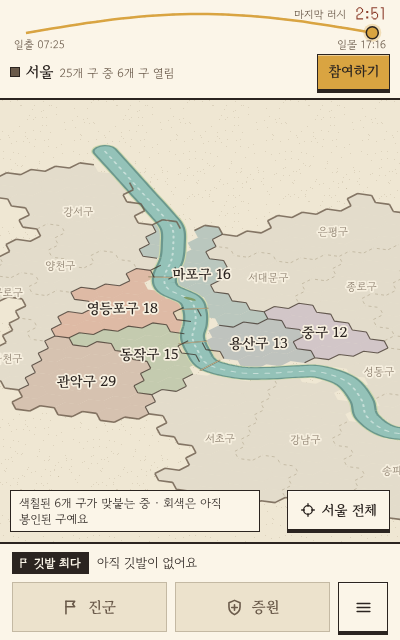 마지막 러시 2:51
일출 07:25
일몰 17:16
서울 25개 구 중 6개 구 열림
참여하기
강서구
은평구
양천구
마포구 16
서대문구
종로구
구로구
영등포구 18
중구 12
용산구 13
동작구 15
천구
관악구 29
성동구
서초구
강남구
송파
색칠된 6개 구가 맞붙는 중 · 회색은 아직
봉인된 구예요
서울 전체
깃발 최다 아직 깃발이 없어요
진군
증원